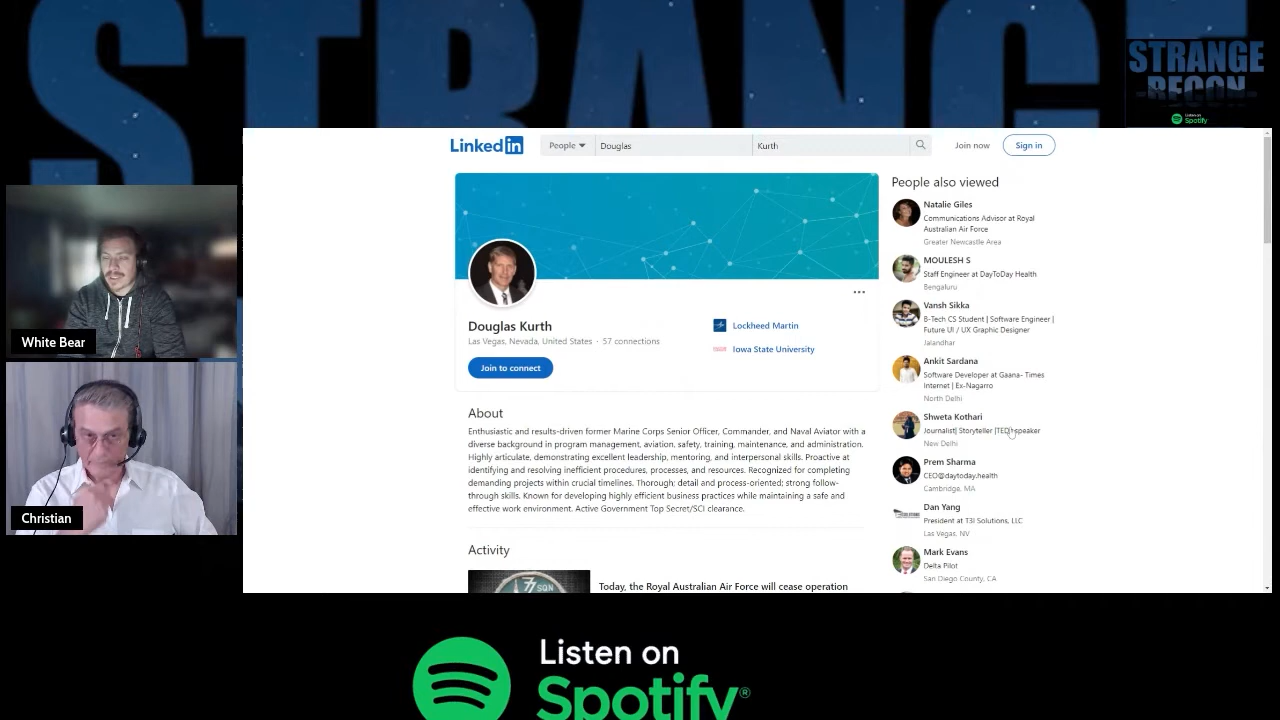 STRANGE
STRANGE
RECON
Listen on
Spotify
LinkedIn
People
Douglas
Kurth
Join now
Sign in
Douglas Kurth
Las Vegas, Nevada, United States · 57 connections
Join to connect
Lockheed Martin
Iowa State University
About
Enthusiastic and results-driven former Marine Corps Senior Officer, Commander, and Naval Aviator with a
diverse background in program management, aviation, safety, training, maintenance, and administration.
Highly articulate, demonstrating excellent leadership, mentoring, and interpersonal skills. Proactive at
identifying and resolving inefficient procedures, processes, and resources. Recognized for completing
demanding projects within crucial timelines. Thorough; detail and process-oriented; strong follow-
through skills. Known for developing highly efficient business practices while maintaining a safe and
effective work environment. Active Government Top Secret/SCI clearance.
Activity
77
SQN
Today, the Royal Australian Air Force will cease operation
People also viewed
Natalie Giles
Communications Advisor at Royal
Australian Air Force
Greater Newcastle Area
MOULESH S
Staff Engineer at DayToDay Health
Bengaluru
Vansh Sikka
B-Tech CS Student | Software Engineer |
Future UI / UX Graphic Designer
Jalandhar
Ankit Sardana
Software Developer at Gaana- Times
Internet | Ex-Nagarro
North Delhi
Shweta Kothari
Journalist| Storyteller |TEDx speaker
New Delhi
Prem Sharma
CEO@daytoday.health
Cambridge, MA
Dan Yang
President at T3I Solutions, LLC
Las Vegas, NV
Mark Evans
Delta Pilot
San Diego County, CA
White Bear
Christian
Listen on
Spotify®